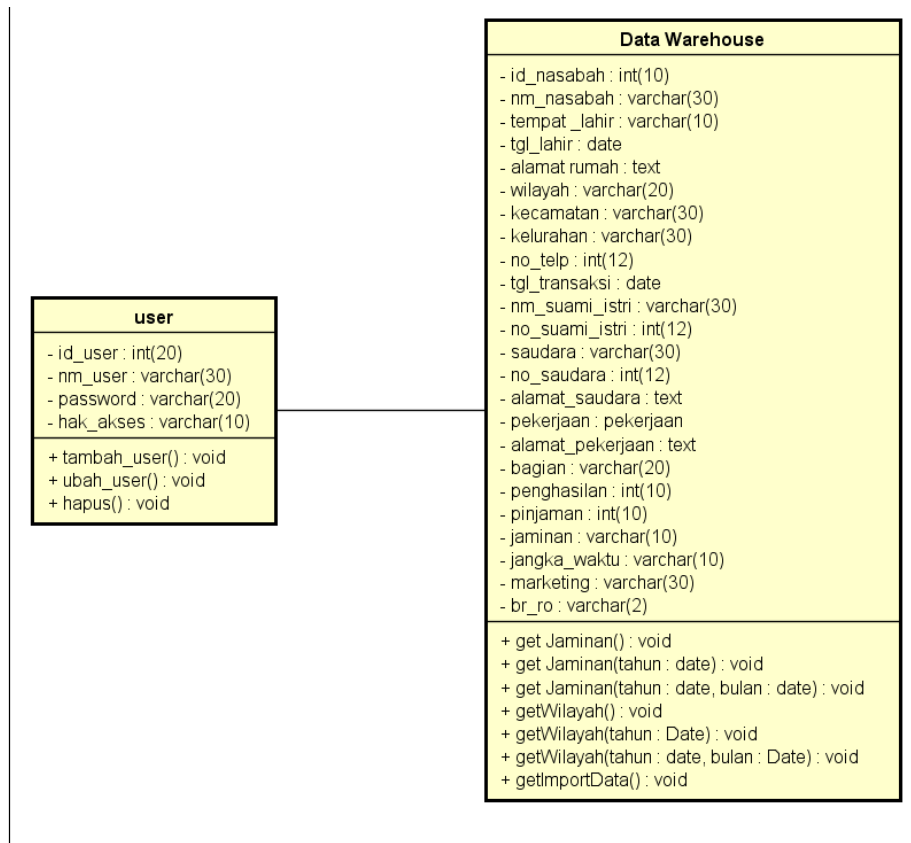 Data Warehouse
- id_nasabah : int(10)
- nm_nasabah : varchar(30)
- tempat _lahir : varchar(10)
- tgl_lahir : date
- alamat rumah : text
- wilayah : varchar(20)
- kecamatan : varchar(30)
- kelurahan : varchar(30)
- no_telp : int(12)
- tgl_transaksi : date
- nm_suami_istri : varchar(30)
- no_suami_istri : int(12)
- saudara : varchar(30)
- no_saudara : int(12)
- alamat_saudara : text
- pekerjaan : pekerjaan
- alamat_pekerjaan : text
- bagian : varchar(20)
- penghasilan : int(10)
- pinjaman : int(10)
- jaminan : varchar(10)
- jangka_waktu : varchar(10)
- marketing : varchar(30)
- br_ro : varchar(2)
+ get Jaminan() : void
+ get Jaminan(tahun : date) : void
+ get Jaminan(tahun : date, bulan : date) : void
+ getWilayah() : void
+ getWilayah(tahun : Date) : void
+ getWilayah(tahun : date, bulan : Date) : void
+ getImportData() : void
user
- id_user : int(20)
- nm_user : varchar(30)
- password : varchar(20)
- hak_akses : varchar(10)
+ tambah_user() : void
+ ubah_user() : void
+ hapus() : void